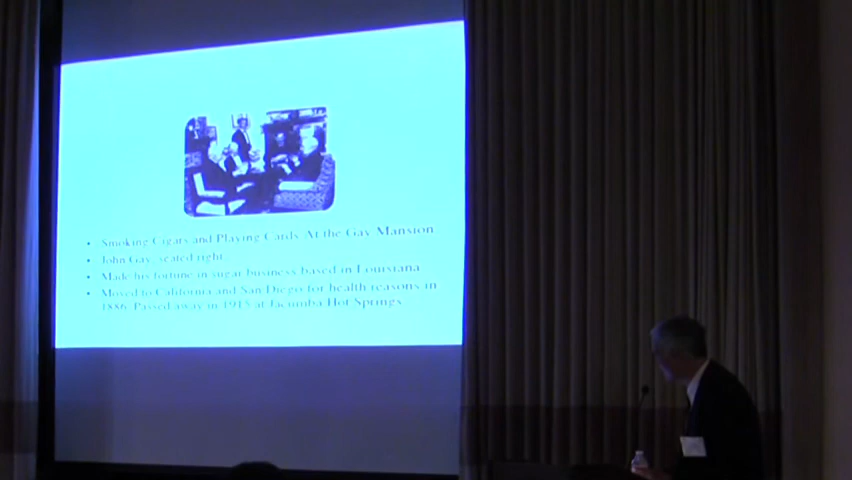 • Smoking Cigars and Playing Cards At the Gay Mansion
• John Gay, seated right.
• Made his fortune in sugar business based in Louisiana
• Moved to California and San Diego for health reasons in
1886. Passed away in 1915 at Jacumba Hot Springs.